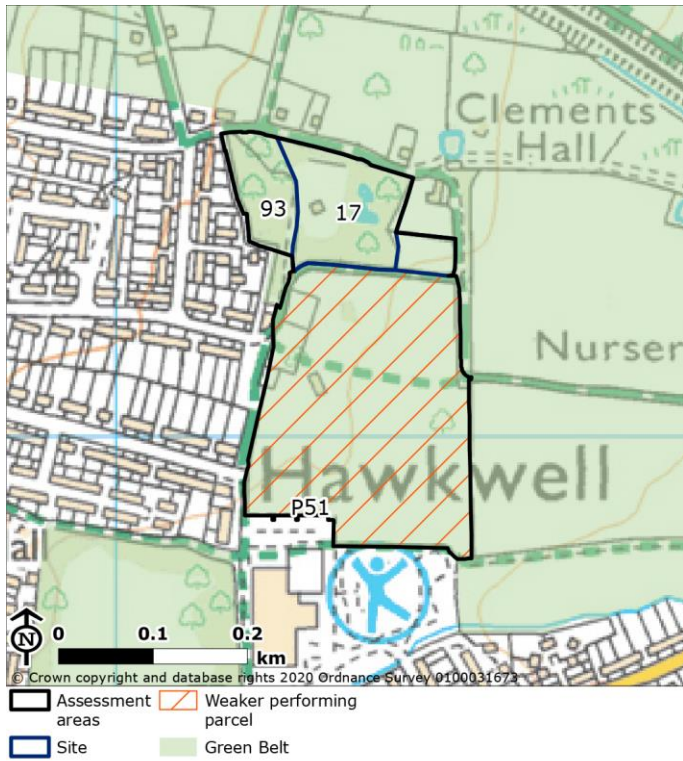 Clements
Hall
93
17
Nurser
Hawkwell
P51
all
N
0 0.1 0.2
km
© Crown copyright and database rights 2020 Ordnance Survey 0100031673
Assessment areas
Weaker performing parcel
Site
Green Belt